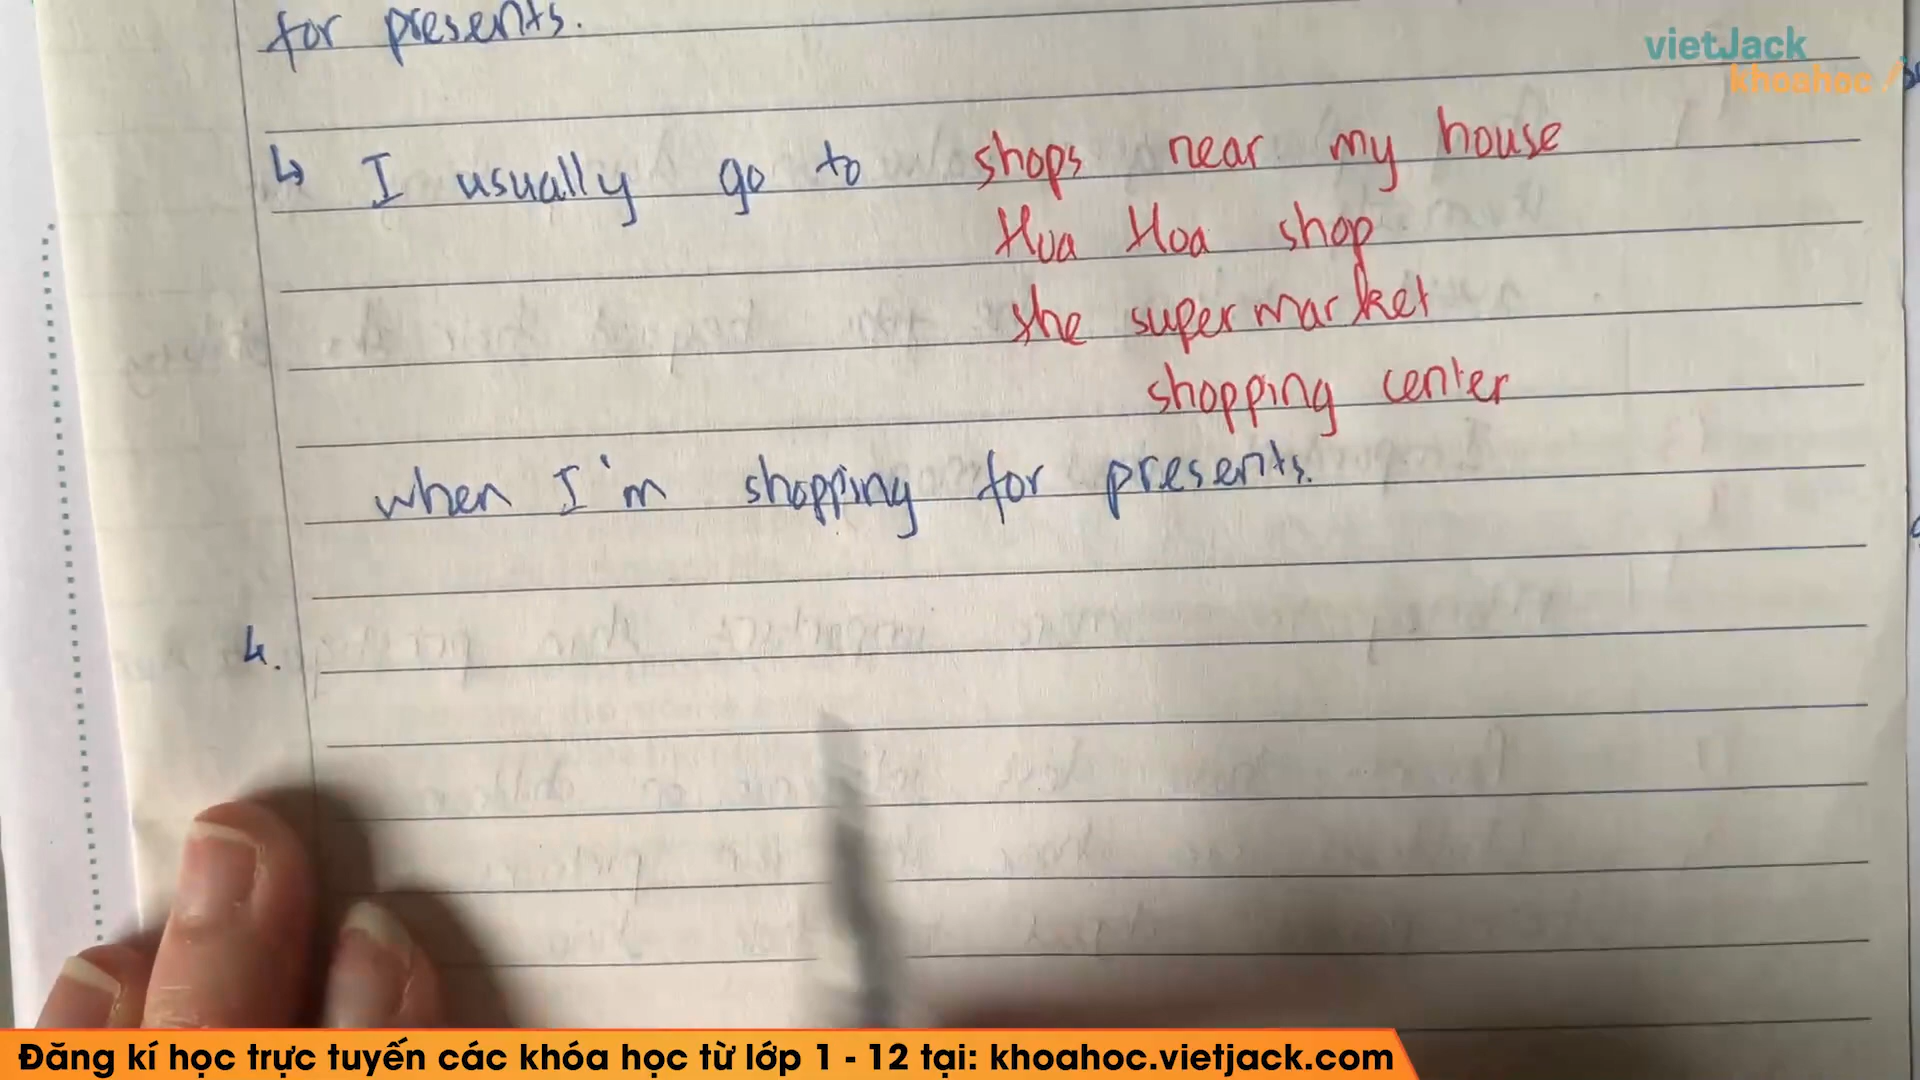 for presents.
vietJack
khoahoc
↳ I usually go to shops near my house
Hoa Hoa shop
the supermarket
shopping center
when I'm shopping for presents.
4.
Đăng kí học trực tuyến các khóa học từ lớp 1 - 12 tại: khoahoc.vietjack.com